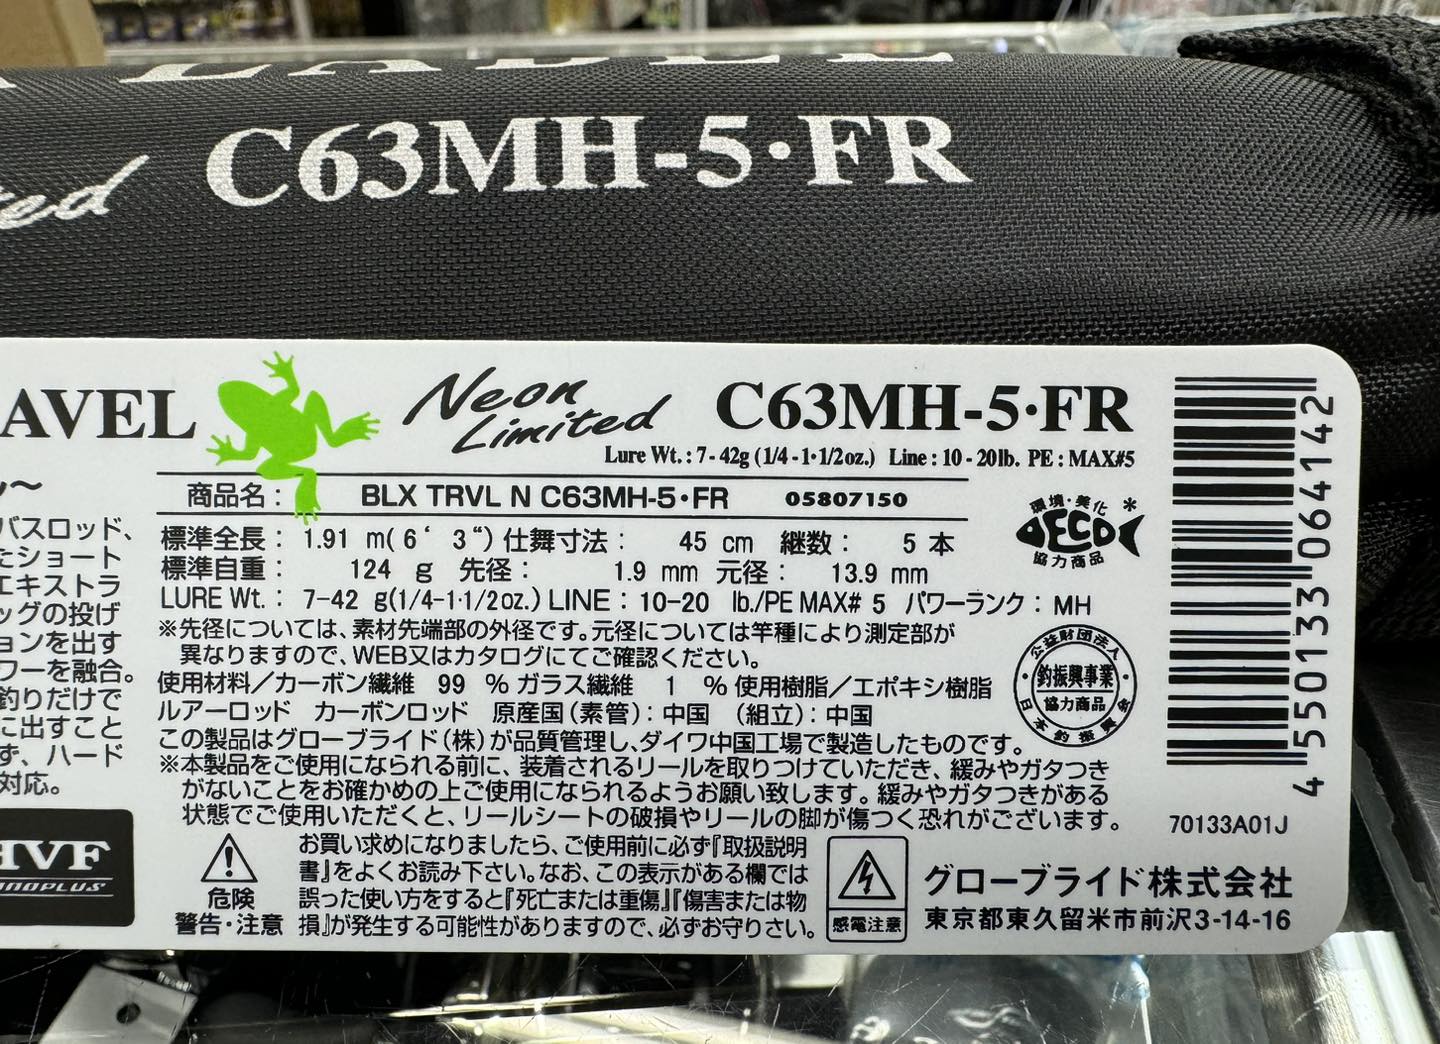 LABEL
C63MH-5·FR
AVEL
Neon
Limited
C63MH-5·FR
Lure Wt.: 7-42g (1/4-1·1/2oz.) Line: 10-20lb. PE: MAX#5
商品名: BLX TRVL N C63MH-5·FR 05807150
標準全長: 1.91 m(6‘ 3“)仕舞寸法: 45 cm 継数: 5 本
標準自重: 124 g 先径: 1.9 mm 元径: 13.9 mm
LURE Wt.: 7-42 g(1/4-1·1/2oz.) LINE: 10-20 lb./PE MAX# 5 パワーランク: MH
※先径については、素材先端部の外径です。元径については竿種により測定部が
異なりますので、WEB又はカタログにてご確認ください。
使用材料/カーボン繊維 99 % ガラス繊維 1 % 使用樹脂/エポキシ樹脂
ルアーロッド カーボンロッド 原産国(素管): 中国 (組立): 中国
この製品はグローブライド(株)が品質管理し、ダイワ中国工場で製造したものです。
※本製品をご使用になられる前に、装着されるリールを取りつけていただき、緩みやガタつき
がないことをお確かめの上ご使用になられるようお願い致します。緩みやガタつきがある
状態でご使用いただくと、リールシートの破損やリールの脚が傷つく恐れがございます。
危険
警告・注意
お買い求めになりましたら、ご使用前に必ず『取扱説明
書』をよくお読み下さい。なお、この表示がある欄では
誤った使い方をすると『死亡または重傷』『傷害または物
損』が発生する可能性がありますので、必ずお守りさい。
感電注意
環境・美化
ECO
協力商品
*
公益財団法人
釣振興事業
協力商品
日本釣振興会
4550133064142
70133A01J
グローブライド株式会社
東京都東久留米市前沢3-14-16
バスロッド、
たショート
エキストラ
ッグの投げ
ョンを出す
ワーを融合。
釣りだけで
に出すこと
ず、ハード
対応。
HVF
NANOPLUS